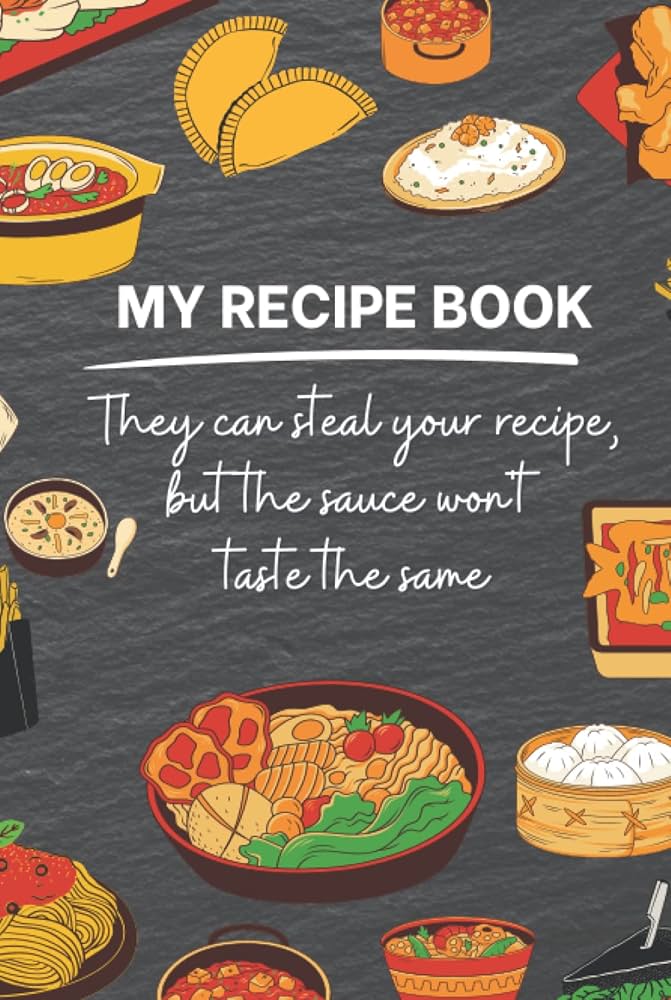 MY RECIPE BOOK
They can steal your recipe,
but the sauce won't
taste the same